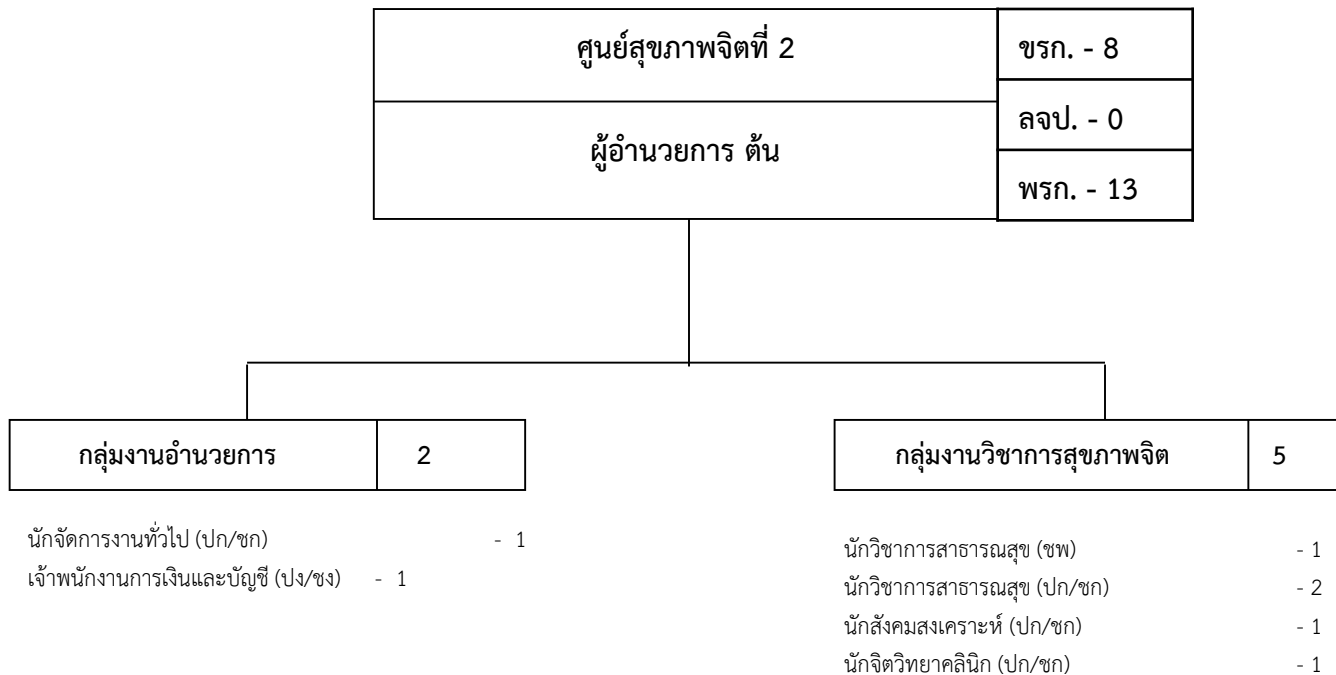 ศูนย์สุขภาพจิตที่ 2
ขรก. - 8
ลจป. - 0
ผู้อำนวยการ ต้น
พรก. - 13
กลุ่มงานอำนวยการ 2
นักจัดการงานทั่วไป (ปก/ชก) - 1
เจ้าพนักงานการเงินและบัญชี (ปง/ชง) - 1
กลุ่มงานวิชาการสุขภาพจิต 5
นักวิชาการสาธารณสุข (ชพ) - 1
นักวิชาการสาธารณสุข (ปก/ชก) - 2
นักสังคมสงเคราะห์ (ปก/ชก) - 1
นักจิตวิทยาคลินิก (ปก/ชก) - 1